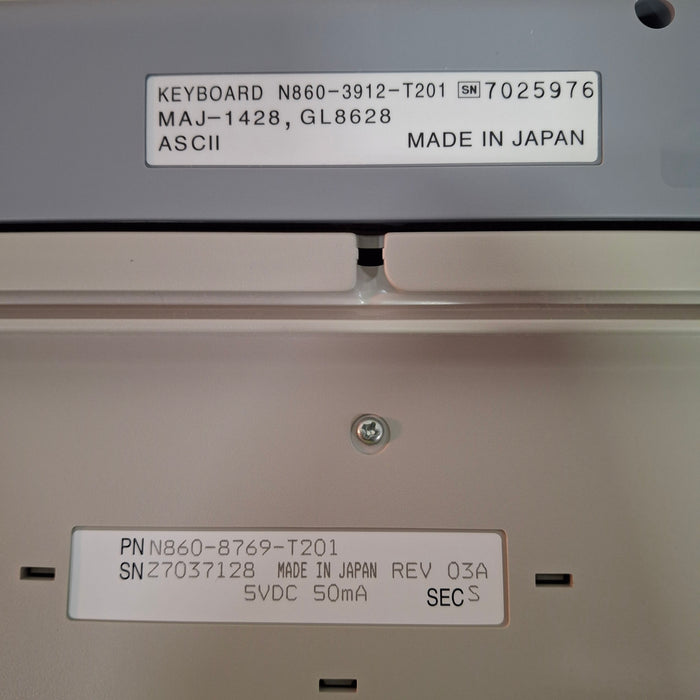 KEYBOARD N860-3912-T201 SN 7025976
MAJ-1428, GL8628
ASCII MADE IN JAPAN
PN N860-8769-T201
SN 27037128 MADE IN JAPAN REV 03A
5VDC 50mA SEC S